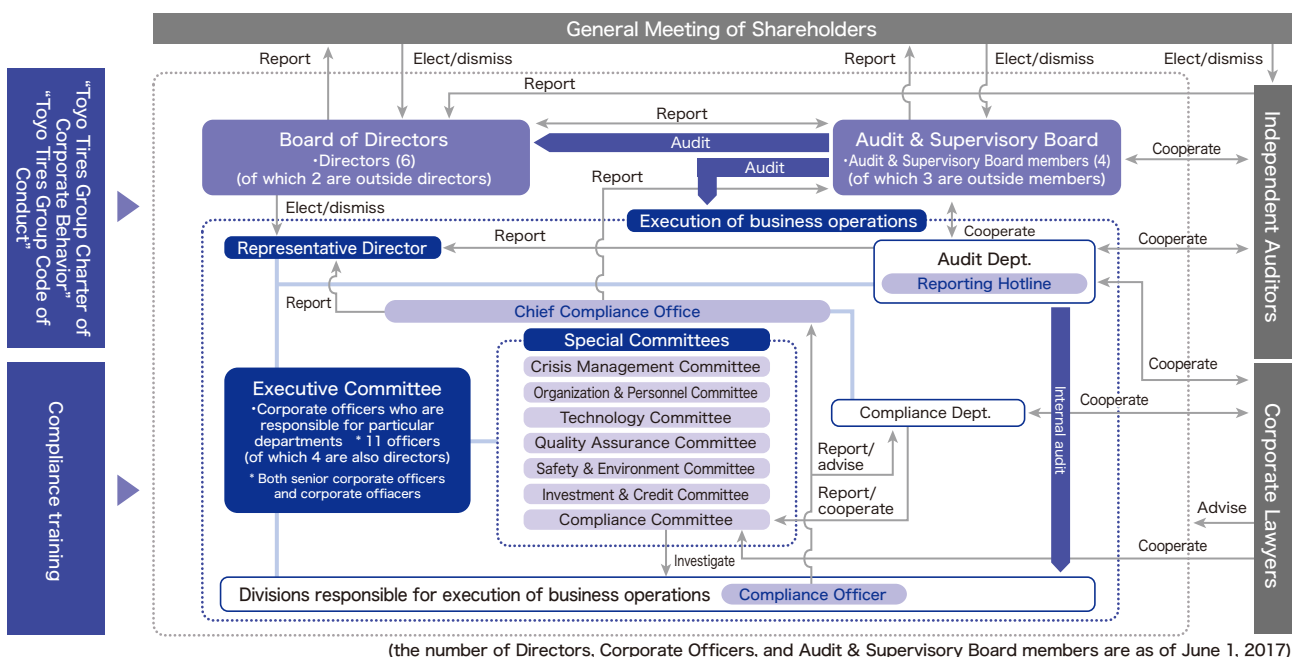 General Meeting of Shareholders
Report
Elect/dismiss
Report
Elect/dismiss
Elect/dismiss
Report
"Toyo Tires Group Charter of
Corporate Behavior"
"Toyo Tires Group Code of
Conduct"
Compliance training
Board of Directors
・Directors (6)
(of which 2 are outside directors)
Report
Audit
Audit
Report
Audit & Supervisory Board
・Audit & Supervisory Board members (4)
(of which 3 are outside members)
Cooperate
Independent Auditors
Elect/dismiss
Execution of business operations
Cooperate
Representative Director
Report
Audit Dept.
Reporting Hotline
Cooperate
Report
Chief Compliance Office
Special Committees
Crisis Management Committee
Organization & Personnel Committee
Technology Committee
Quality Assurance Committee
Safety & Environment Committee
Investment & Credit Committee
Compliance Committee
Executive Committee
・Corporate officers who are
responsible for particular
departments * 11 officers
(of which 4 are also directors)
* Both senior corporate officers
and corporate offiacers
Compliance Dept.
Report/
advise
Report/
cooperate
Internal audit
Cooperate
Cooperate
Corporate Lawyers
Advise
Cooperate
Investigate
Divisions responsible for execution of business operations
Compliance Officer
(the number of Directors, Corporate Officers, and Audit & Supervisory Board members are as of June 1, 2017)